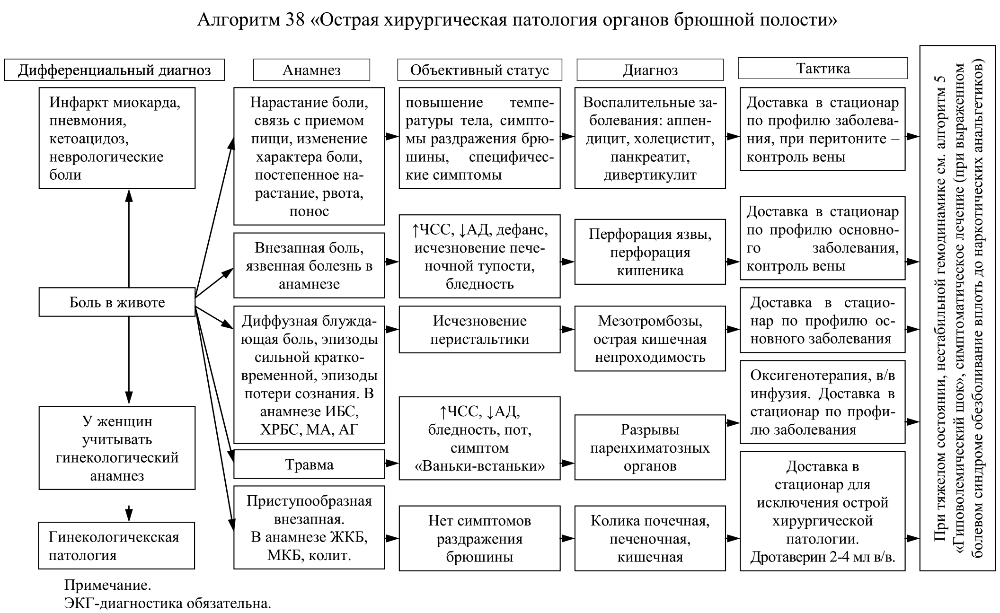 Алгоритм 38 «Острая хирургическая патология органов брюшной полости»
Дифференциальный диагноз
Анамнез
Объективный статус
Диагноз
Тактика
Инфаркт миокарда,
пневмония,
кетоацидоз,
неврологические
боли
Боль в животе
У женщин
учитывать
гинекологический
анамнез
Гинекологичекская
патология
Нарастание боли,
связь с приемом
пищи, изменение
характера боли,
постепенное на-
растание, рвота,
понос
повышение темпе-
ратуры тела, симпто-
мы раздражения брю-
шины, специфичес-
кие симптомы
Воспалительные за-
болевания: аппен-
дицит, холецистит,
панкреатит,
дивертикулит
Доставка в стационар
по профилю заболева-
ния, при перитоните –
контроль вены
Внезапная боль,
язвенная болезнь в
анамнезе
↑ЧСС, ↓АД, дефанс,
исчезновение пече-
ночной тупости,
бледность
Перфорация язвы,
перфорация
кишеника
Доставка в стационар
по профилю основно-
го заболевания,
контроль вены
Диффузная блужда-
ющая боль, эпизоды
сильной кратко-
временной, эпизоды
потери сознания. В
анамнезе ИБС,
ХРБС, МА, АГ
Исчезновение
перистальтики
Мезотромбозы,
острая кишечная
непроходимость
Доставка в стацио-
нар по профилю ос-
новного заболевания
Травма
↑ЧСС, ↓АД,
бледность, пот,
симптом
«Ваньки-встаньки»
Разрывы
паренхиматозных
органов
Оксигенотерапия, в/в
инфузия. Доставка в
стационар по профи-
лю заболевания
Приступообразная
внезапная.
В анамнезе ЖКБ,
МКБ, колит.
Нет симптомов
раздражения
брюшины
Колика почечная,
печеночная,
кишечная
Доставка в
стационар для
исключения острой
хирургической
патологии.
Дротаверин 2-4 мл в/в.
При тяжелом состоянии, нестабильной гемодинамике см. алгоритм 5
«Гиповолемический шок», симптоматическое лечение (при выраженном
болевом синдроме обезболивание вплоть до наркотических анальгетиков)
Примечание.
ЭКГ-диагностика обязательна.